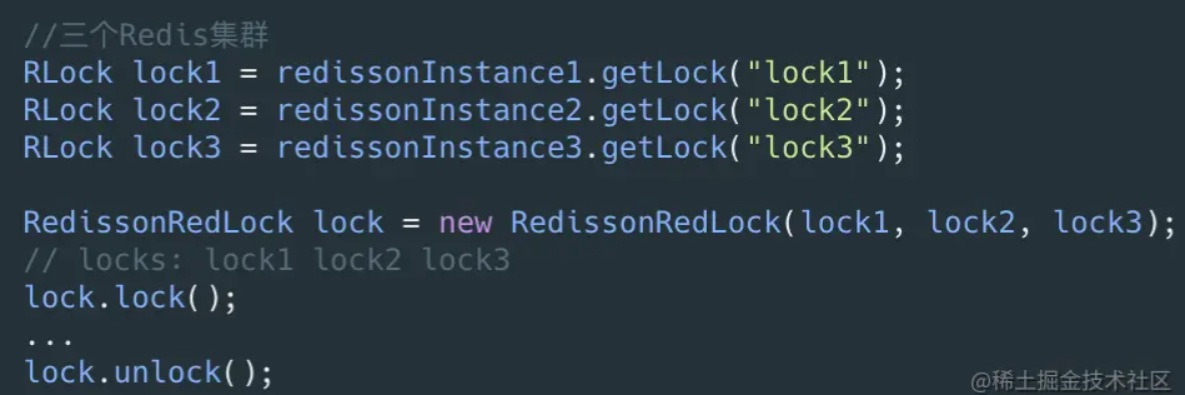 //三个Redis集群
RLock lock1 = redissonInstance1.getLock("lock1");
RLock lock2 = redissonInstance2.getLock("lock2");
RLock lock3 = redissonInstance3.getLock("lock3");
RedissonRedLock lock = new RedissonRedLock(lock1, lock2, lock3);
// locks: lock1 lock2 lock3
lock.lock();
...
lock.unlock();
@稀土掘金技术社区